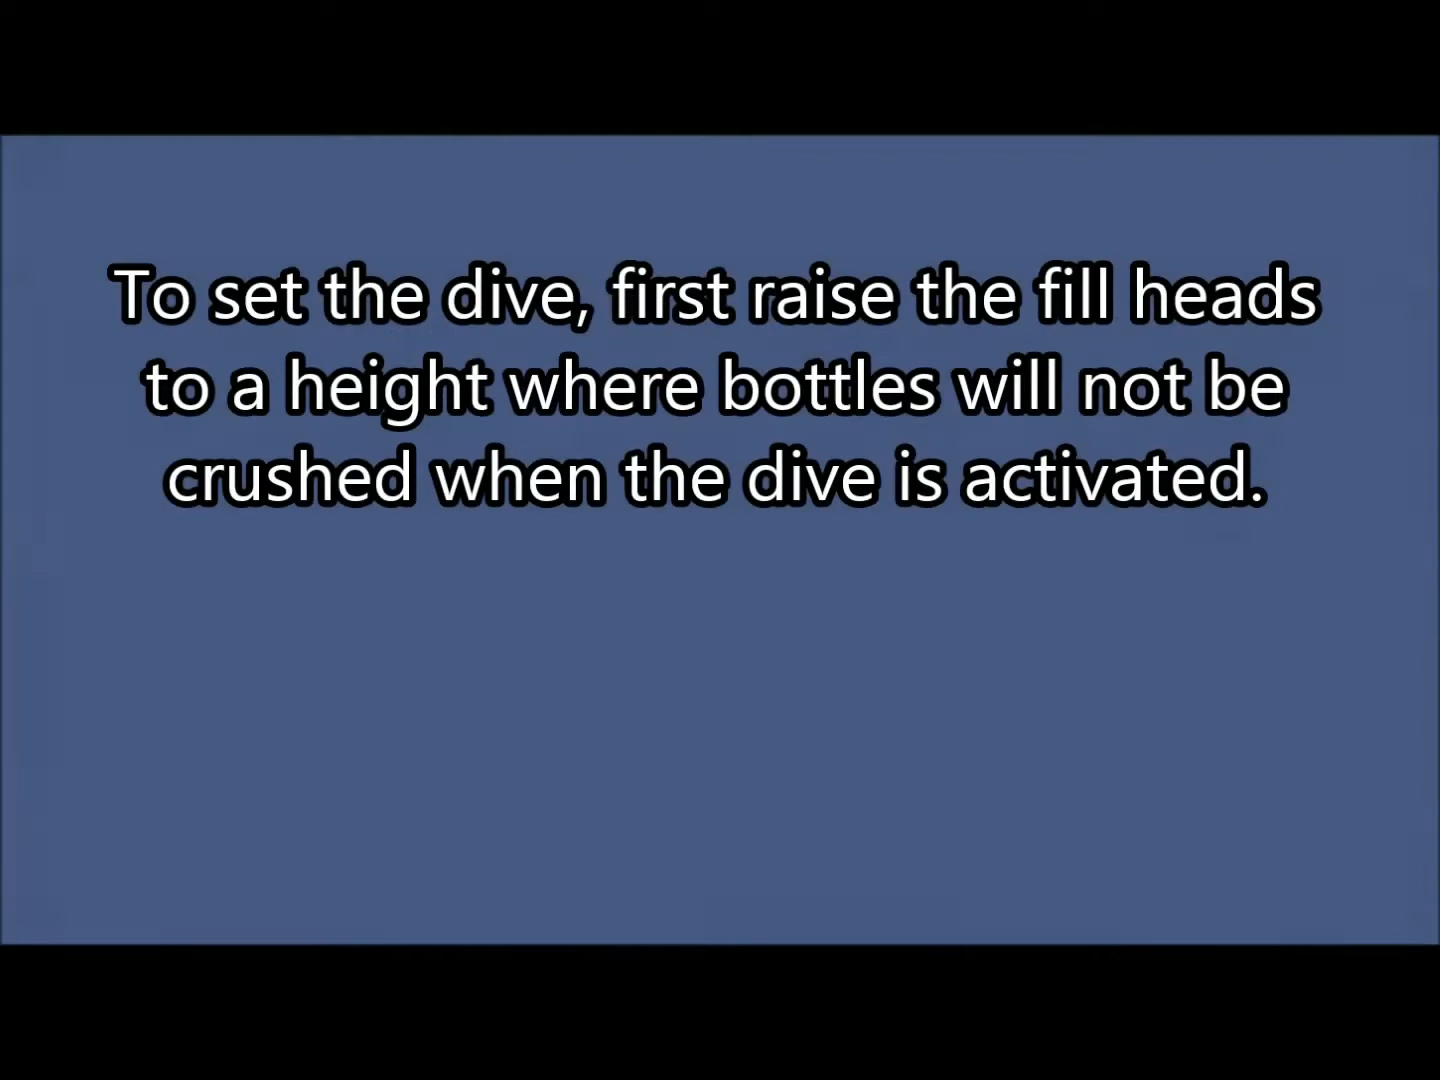 To set the dive, first raise the fill heads
to a height where bottles will not be
crushed when the dive is activated.